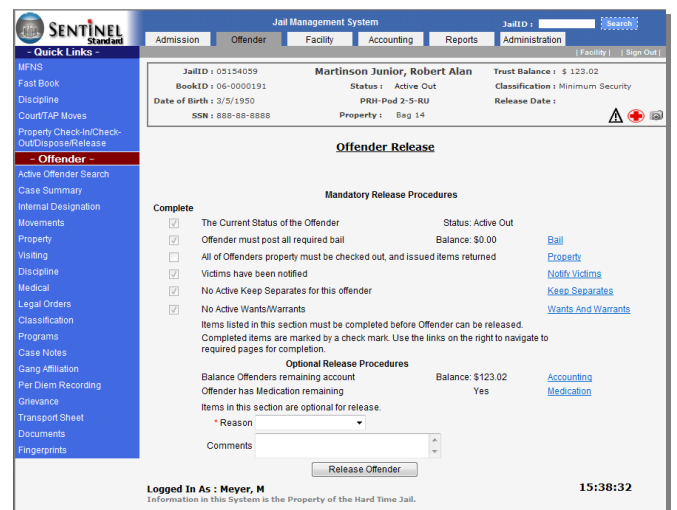 SENTINEL
Standard
Jail Management System
JailID :
Search
Admission
Offender
Facility
Accounting
Reports
Administration
- Quick Links -
| Facility | | Sign Out |
MFNS
Fast Book
Discipline
Court/TAP Moves
Property Check-In/Check-
Out/Dispose/Release
- Offender -
Active Offender Search
Case Summary
Internal Designation
Movements
Property
Visiting
Discipline
Medical
Legal Orders
Classification
Programs
Case Notes
Gang Affiliation
Per Diem Recording
Grievance
Transport Sheet
Documents
Fingerprints
JailID : 05154059 Martinson Junior, Robert Alan Trust Balance : $ 123.02
BookID : 06-0000191 Status : Active Out Classification : Minimum Security
Date of Birth : 3/5/1950 PRH-Pod 2-5-RU Release Date :
SSN : 888-88-8888 Property : Bag 14
Offender Release
Mandatory Release Procedures
Complete
The Current Status of the Offender Status: Active Out
Offender must post all required bail Balance: $0.00 Bail
All of Offenders property must be checked out, and issued items returned Property
Victims have been notified Notify Victims
No Active Keep Separates for this offender Keep Separates
No Active Wants/Warrants Wants And Warrants
Items listed in this section must be completed before Offender can be released.
Completed items are marked by a check mark. Use the links on the right to navigate to
required pages for completion.
Optional Release Procedures
Balance Offenders remaining account Balance: $123.02 Accounting
Offender has Medication remaining Yes Medication
Items in this section are optional for release.
* Reason
Comments
Release Offender
Logged In As : Meyer, M 15:38:32
Information in this System is the Property of the Hard Time Jail.